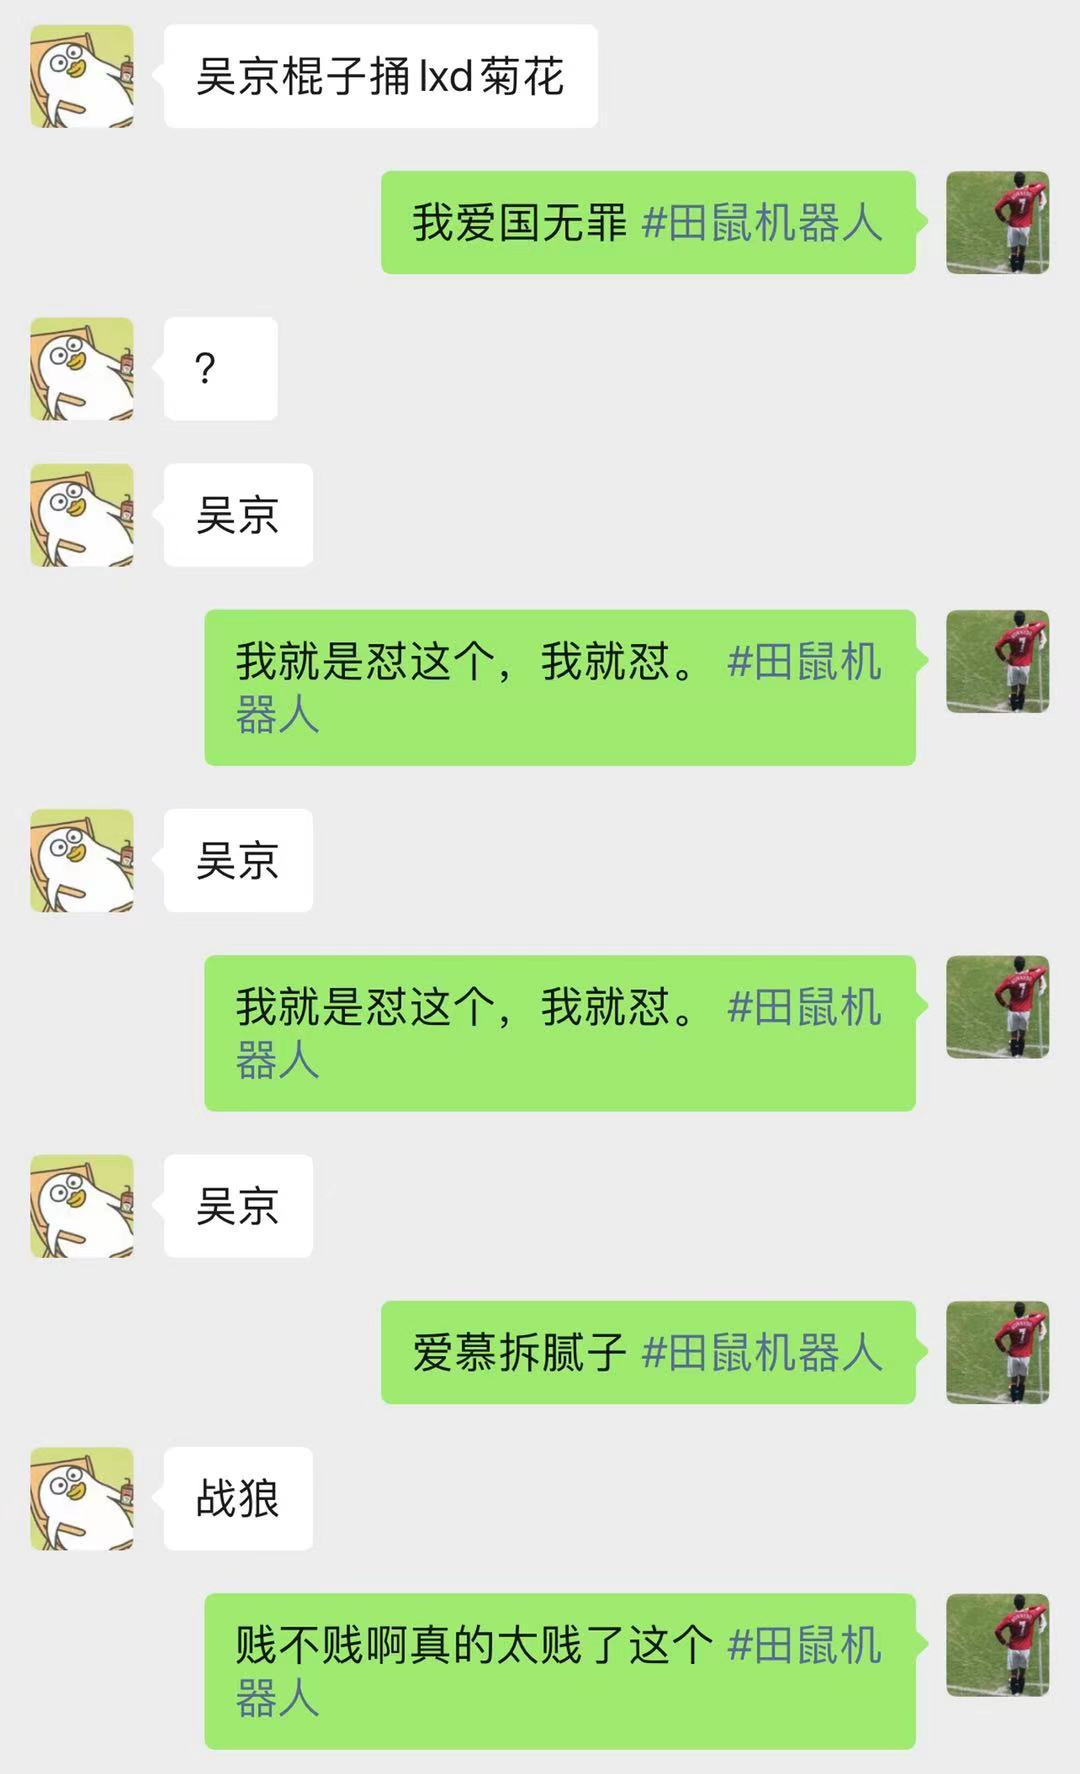 吴京棍子捅lxd菊花
我爱国无罪 #田鼠机器人
?
吴京
我就是怼这个，我就怼。 #田鼠机
器人
吴京
我就是怼这个，我就怼。 #田鼠机
器人
吴京
爱慕拆腻子 #田鼠机器人
战狼
贱不贱啊真的太贱了这个 #田鼠机
器人